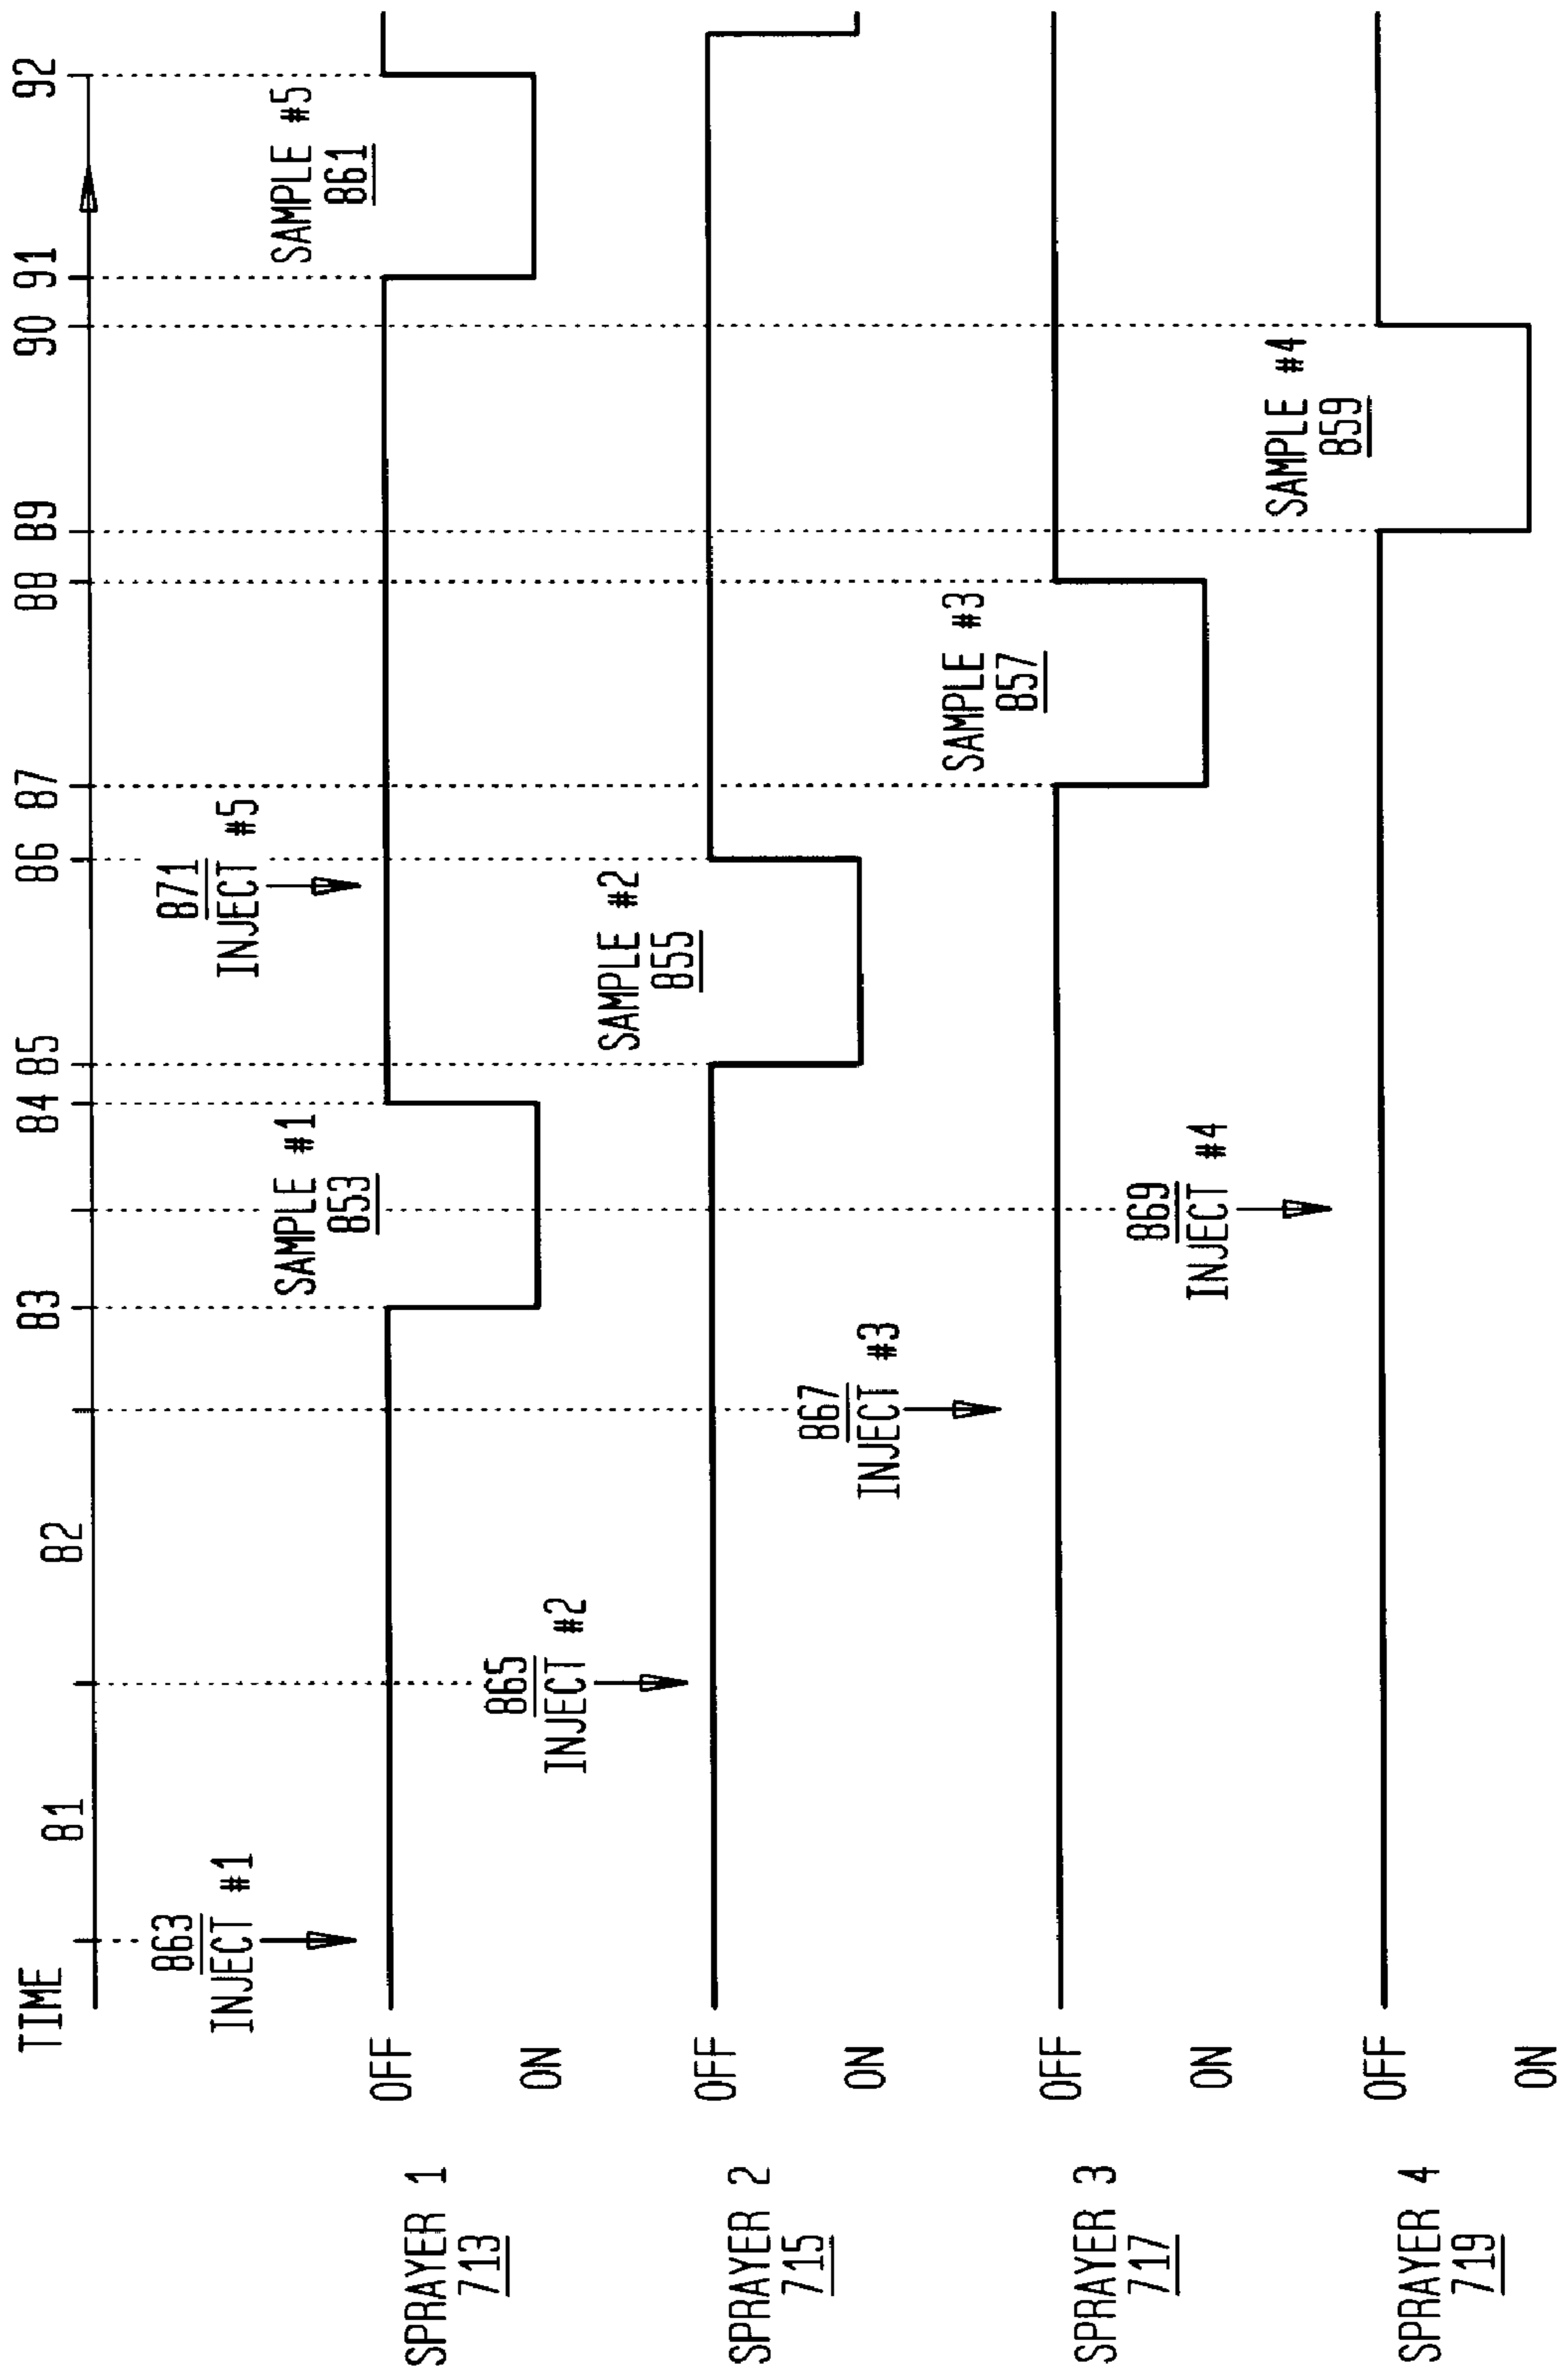 TIME
81
82
83
84
85
86
87
88
89
90
91
92
863
INJECT #1
871
INJECT #5
SAMPLE #1
853
SAMPLE #5
861
OFF
ON
SPRAYER 1
713
865
INJECT #2
SAMPLE #2
855
OFF
ON
SPRAYER 2
715
867
INJECT #3
SAMPLE #3
857
OFF
ON
SPRAYER 3
717
869
INJECT #4
SAMPLE #4
859
OFF
ON
SPRAYER 4
719